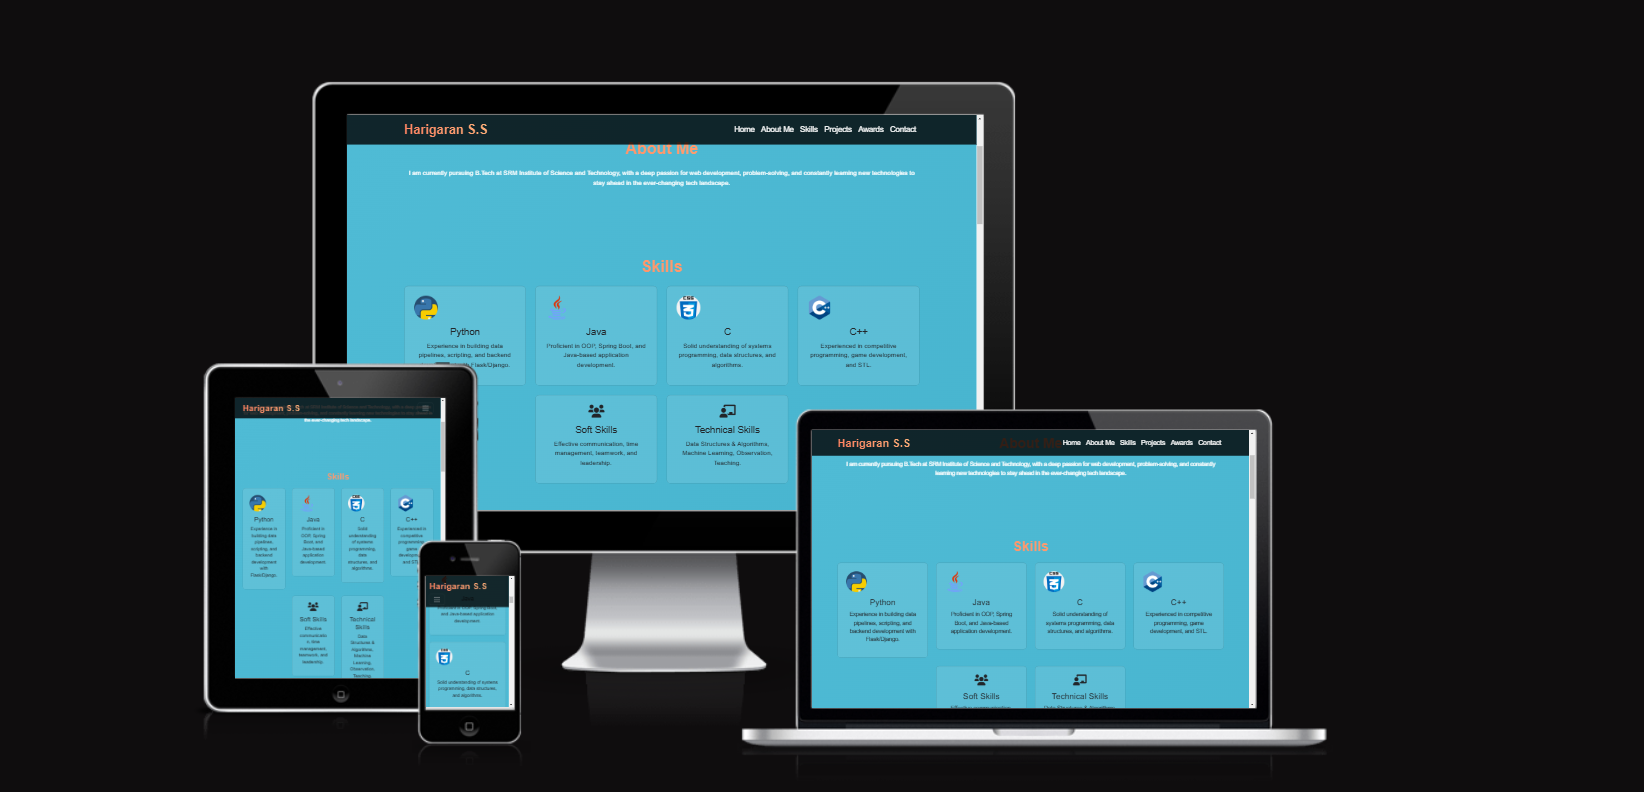 Harigaran S.S
Home About Me Skills Projects Awards Contact
About Me
I am currently pursuing B.Tech at SRM Institute of Science and Technology, with a deep passion for web development, problem-solving, and constantly learning new technologies to
stay ahead in the ever-changing tech landscape.
Skills
Python
Experience in building data
pipelines, scripting, and backend
with Flask/Django.
Java
Proficient in OOP, Spring Boot, and
Java-based application
development.
CSS
C
Solid understanding of systems
programming, data structures, and
algorithms.
C++
Experienced in competitive
programming, game development,
and STL.
Soft Skills
Effective communication, time
management, teamwork, and
leadership.
Technical Skills
Data Structures & Algorithms,
Machine Learning, Observation,
Teaching.
Harigaran S.S
the ever-changing tech landscape.
Skills
Python
Experience in
building data
pipelines,
scripting, and
backend
development
with
Flask/Django.
Java
Proficient in
OOP, Spring
Boot, and
Java-based
application
development.
CSS
C
Solid
understanding
of systems
programming,
data
structures, and
algorithms.
C++
Experienced in
competitive
game
and STL
Soft Skills
Effective
communicatio
n, time
management,
teamwork, and
leadership.
Technical
Skills
Data
Structures &
Algorithms,
Machine
Learning,
Observation,
Teaching.
Harigaran S.S
and Java-based application
development.
CSS
C
Solid understanding of systems
programming, data structures,
and algorithms.
Harigaran S.S
About Me
Home About Me Skills Projects Awards Contact
I am currently pursuing B.Tech at SRM Institute of Science and Technology, with a deep passion for web development, problem-solving, and constantly
learning new technologies to stay ahead in the ever-changing tech landscape.
Skills
Python
Experience in building data
pipelines, scripting, and
backend development with
Flask/Django.
Java
Proficient in OOP, Spring
Boot, and Java-based
application development.
CSS
C
Solid understanding of
systems programming, data
structures, and algorithms.
C++
Experienced in competitive
programming, game
development, and STL.
Soft Skills
Effective communication,
Technical Skills
Data Structures &